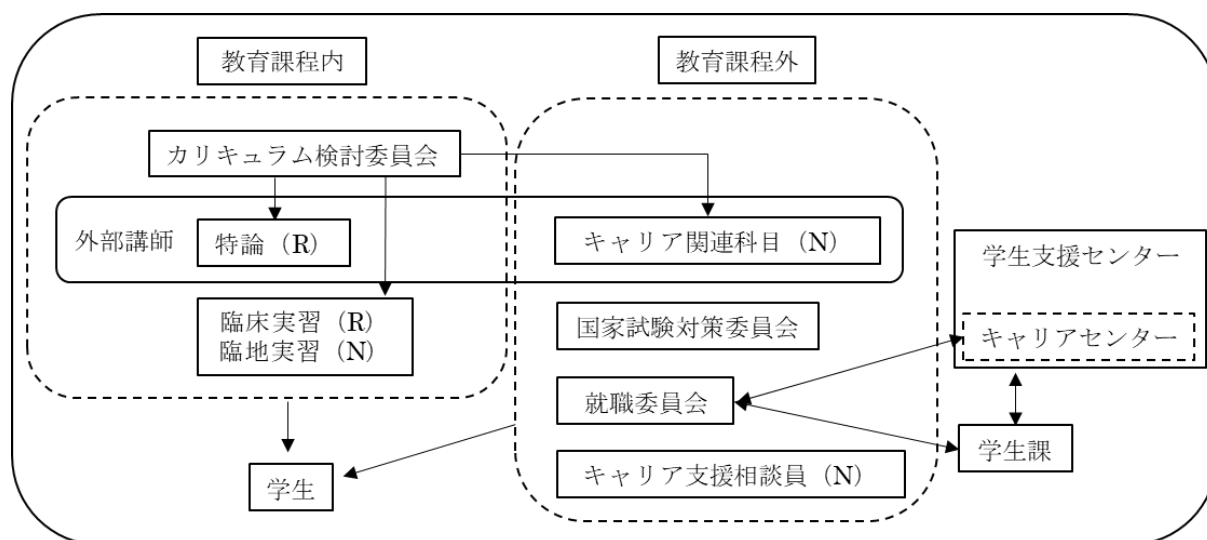 教育課程内
教育課程外
カリキュラム検討委員会
外部講師
特論（R）
キャリア関連科目（N）
臨床実習（R）
臨地実習（N）
国家試験対策委員会
就職委員会
キャリア支援相談員（N）
学生支援センター
キャリアセンター
学生課
学生